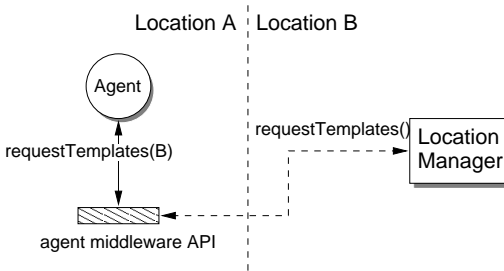 Location A
Location B
Agent
requestTemplates(B)
agent middleware API
requestTemplates()
Location
Manager